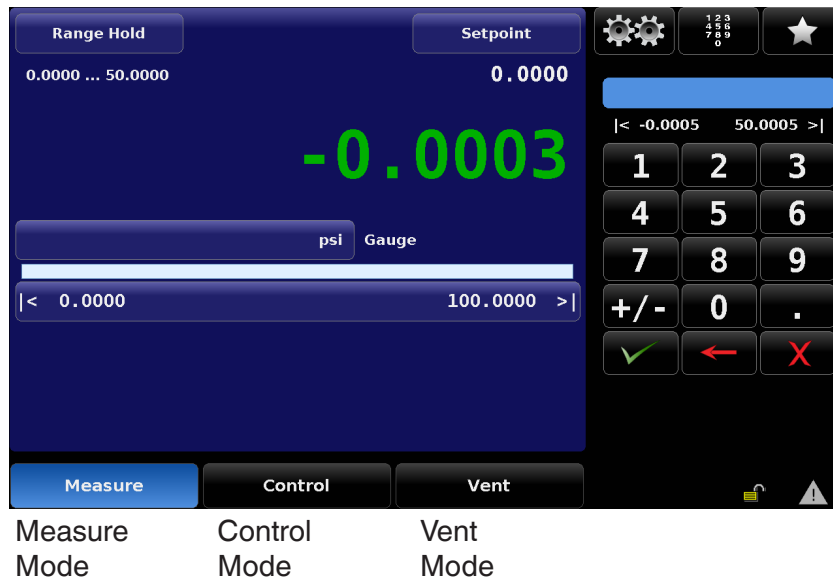 Range Hold
Setpoint
1 2 3
4 5 6
7 8 9
0
0.0000 ... 50.0000
0.0000
|< -0.0005 50.0005 >|
-0.0003
1 2 3
4 5 6
psi Gauge
7 8 9
|< 0.0000 100.0000 >|
+/- 0 .
X
Measure Control Vent
Measure Control Vent
Mode Mode Mode